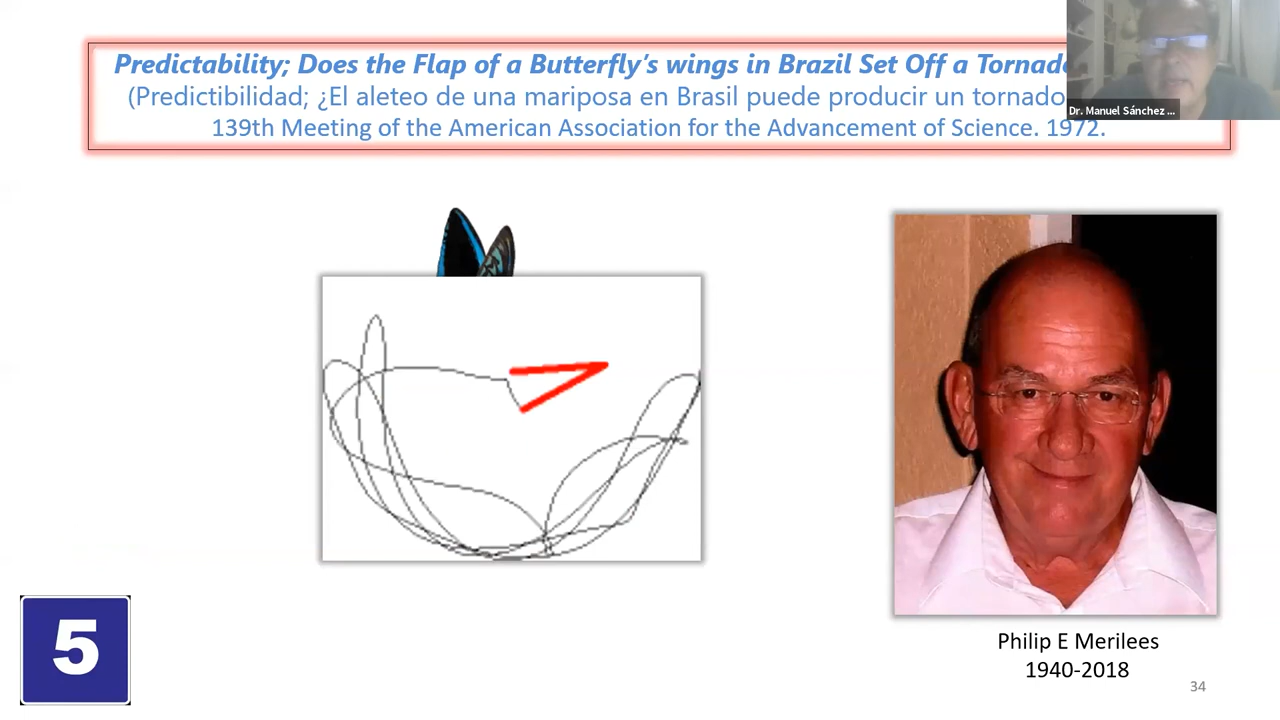 Predictability; Does the Flap of a Butterfly's wings in Brazil Set Off a Tornado
(Predictibilidad; ¿El aleteo de una mariposa en Brasil puede producir un tornado
139th Meeting of the American Association for the Advancement of Science. 1972.
Dr. Manuel Sánchez ...
Philip E Merilees
1940-2018
5
34